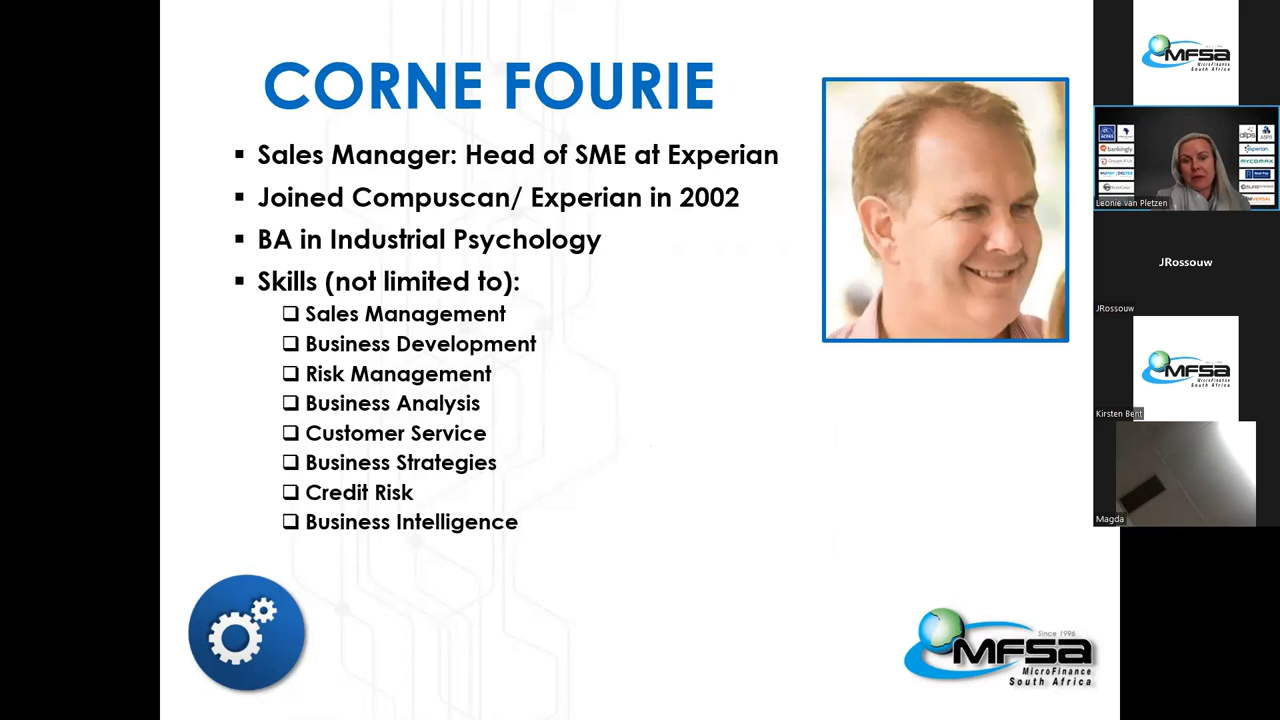 CORNE FOURIE
Sales Manager: Head of SME at Experian
Joined Compuscan/ Experian in 2002
BA in Industrial Psychology
Skills (not limited to):
Sales Management
Business Development
Risk Management
Business Analysis
Customer Service
Business Strategies
Credit Risk
Business Intelligence
Since 1996
MFSa
MicroFinance
South Africa
MFSa
MicroFinance
South Africa
bankingly
experian.
MYCOMAX
Leonie van Pletzen
JRossouw
JRossouw
MFSa
MicroFinance
South Africa
Kirsten Bent
Magda